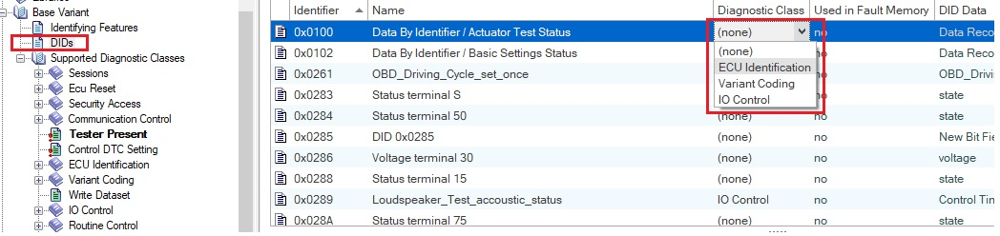 Base Variant
Identifying Features
DIDs
Supported Diagnostic Classes
Sessions
Ecu Reset
Security Access
Communication Control
Tester Present
Control DTC Setting
ECU Identification
Variant Coding
Write Dataset
IO Control
Routine Control
Identifier Name Diagnostic Class Used in Fault Memory DID Data
0x0100 Data By Identifier / Actuator Test Status (none) no Data Reco
0x0102 Data By Identifier / Basic Settings Status (none) no Data Reco
0x0261 OBD_Driving_Cycle_set_once ECU Identification no OBD_Drivi
0x0283 Status terminal S Variant Coding no state
IO Control
0x0284 Status terminal 50 (none) no state
0x0285 DID 0x0285 (none) no New Bit Fie
0x0286 Voltage terminal 30 (none) no voltage
0x0288 Status terminal 15 (none) no state
0x0289 Loudspeaker_Test_accoustic_status IO Control no Control Tin
0x028A Status terminal 75 (none) no state